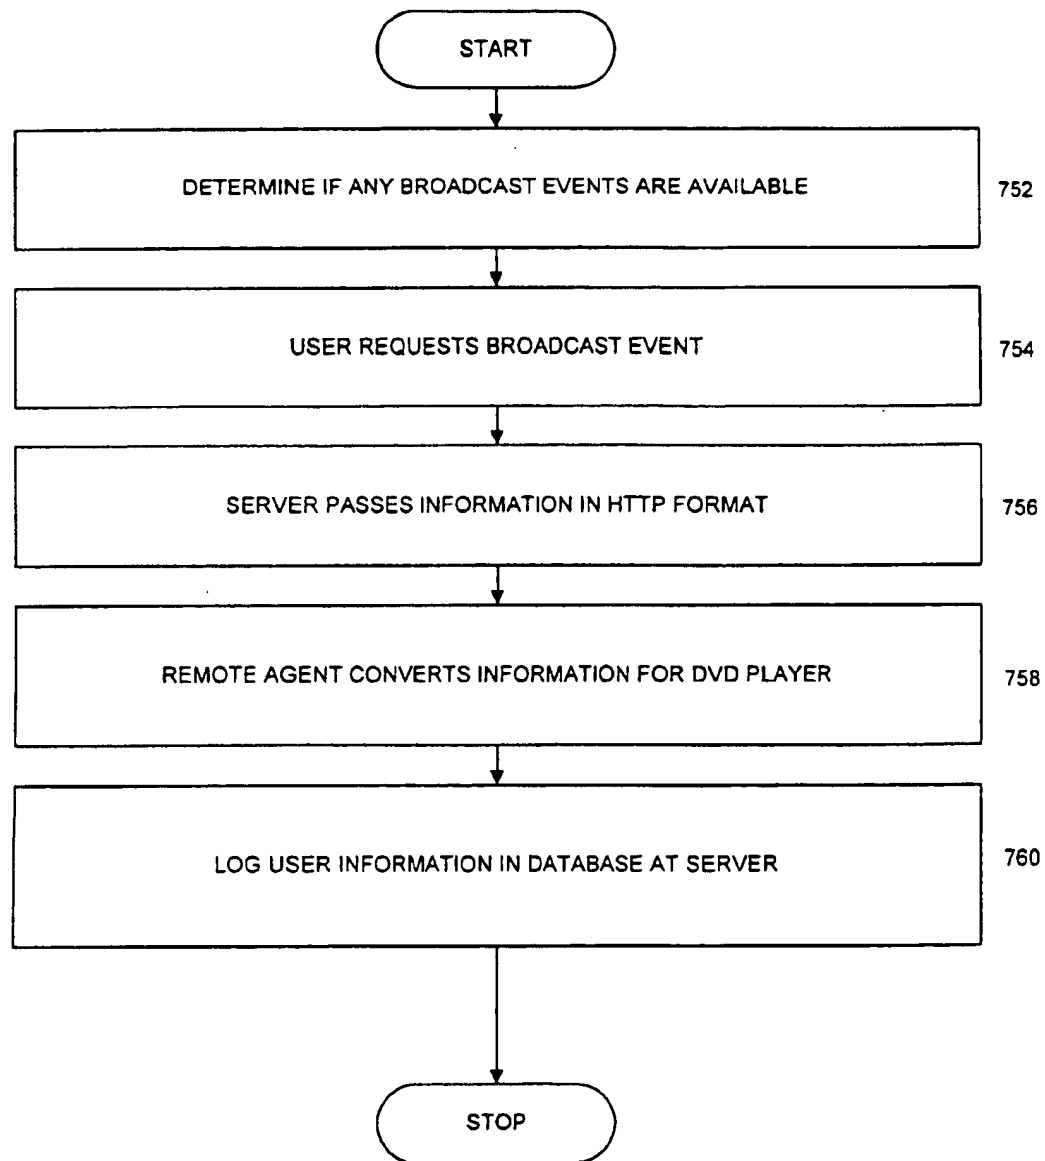 START
DETERMINE IF ANY BROADCAST EVENTS ARE AVAILABLE
752
USER REQUESTS BROADCAST EVENT
754
SERVER PASSES INFORMATION IN HTTP FORMAT
756
REMOTE AGENT CONVERTS INFORMATION FOR DVD PLAYER
758
LOG USER INFORMATION IN DATABASE AT SERVER
760
STOP